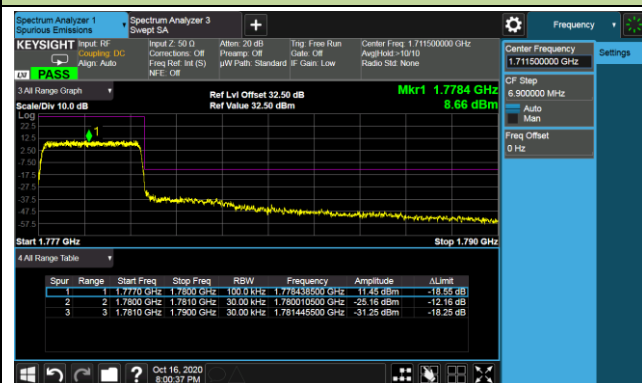 Spectrum Analyzer 1
Spurious Emissions
Spectrum Analyzer 3
Swept SA
+
Frequency
KEYSIGHT
Input: RF
Coupling: DC
Align: Auto
Input Z: 50 Ω
Corrections: Off
Freq Ref: Int (S)
NFE: Off
Atten: 20 dB
Preamp: Off
µW Path: Standard
Trig: Free Run
Gate: Off
IF Gain: Low
Center Freq: 1.711500000 GHz
Avg|Hold:>10/10
Radio Std: None
LM PASS
Center Frequency
1.711500000 GHz
Settings
CF Step
6.900000 MHz
Auto
Man
Freq Offset
0 Hz
3 All Range Graph
Scale/Div 10.0 dB
Ref Lvl Offset 32.50 dB
Ref Value 32.50 dBm
Mkr1 1.7784 GHz
8.66 dBm
Log
22.5
12.5
2.50
-7.50
-17.5
-27.5
-37.5
-47.5
-57.5
1
Start 1.777 GHz
Stop 1.790 GHz
4 All Range Table
Spur Range Start Freq Stop Freq RBW Frequency Amplitude ΔLimit
1 1 1.7770 GHz 1.7800 GHz 100.0 kHz 1.778438500 GHz 11.45 dBm -18.55 dB
2 2 1.7800 GHz 1.7810 GHz 30.00 kHz 1.780010500 GHz -25.16 dBm -12.16 dB
3 3 1.7810 GHz 1.7900 GHz 30.00 kHz 1.781445500 GHz -31.25 dBm -18.25 dB
?
Oct 16, 2020
8:00:37 PM